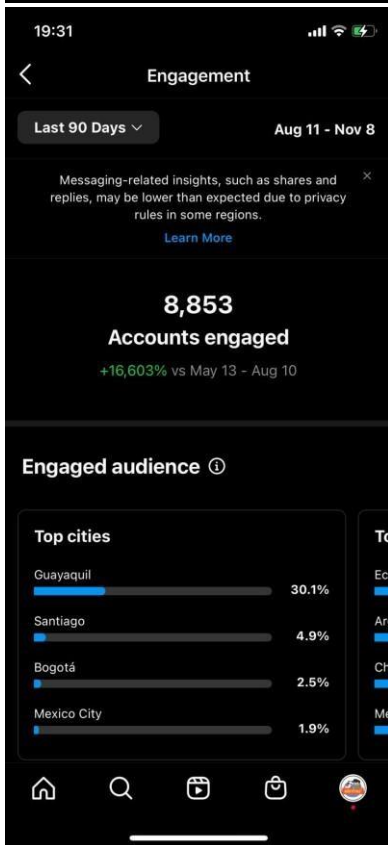 19:31
Engagement
Last 90 Days
Aug 11 - Nov 8
Messaging-related insights, such as shares and
replies, may be lower than expected due to privacy
rules in some regions.
Learn More
8,853
Accounts engaged
+16,603% vs May 13 - Aug 10
Engaged audience
Top cities
Guayaquil
30.1%
Santiago
4.9%
Bogotá
2.5%
Mexico City
1.9%